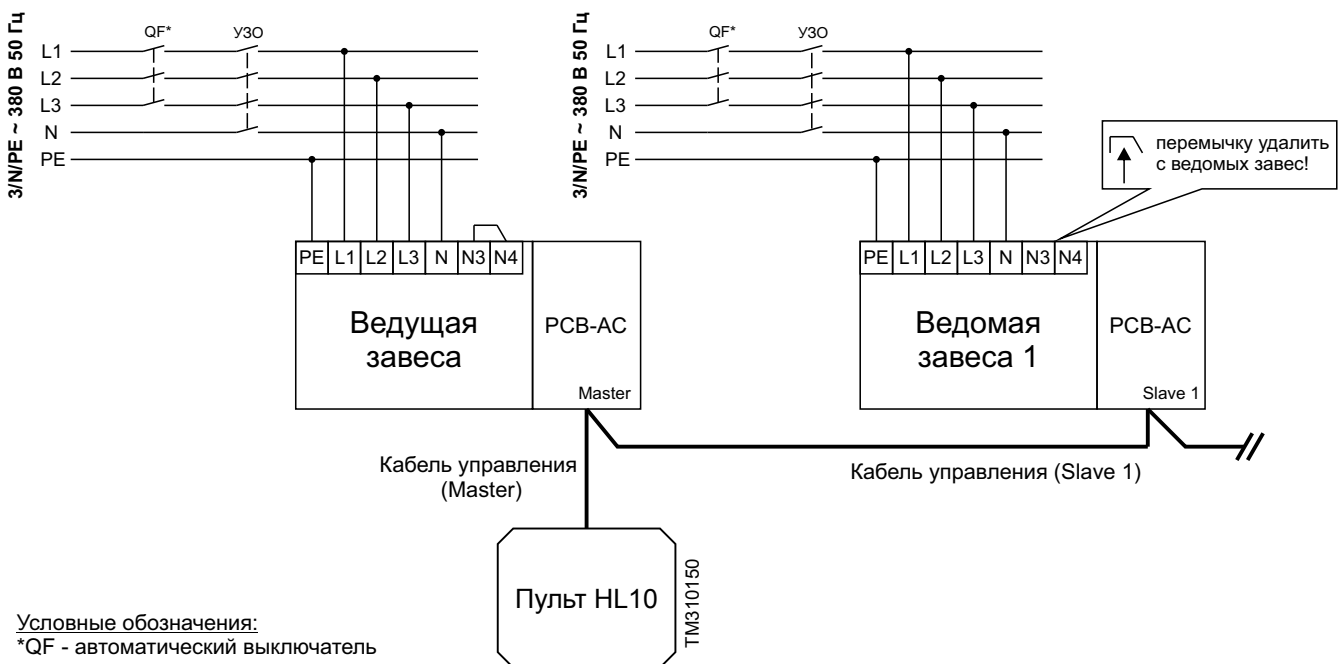 3/N/PE ~ 380 В 50 Гц
QF*
УЗО
L1
L2
L3
N
PE
3/N/PE ~ 380 В 50 Гц
QF*
УЗО
L1
L2
L3
N
PE
перемычку удалить
с ведомых завес!
PE L1 L2 L3 N N3 N4
Ведущая
завеса
PCB-AC
Master
PE L1 L2 L3 N N3 N4
Ведомая
завеса 1
PCB-AC
Slave 1
Кабель управления
(Master)
Кабель управления (Slave 1)
Пульт HL10
TM310150
Условные обозначения:
*QF - автоматический выключатель